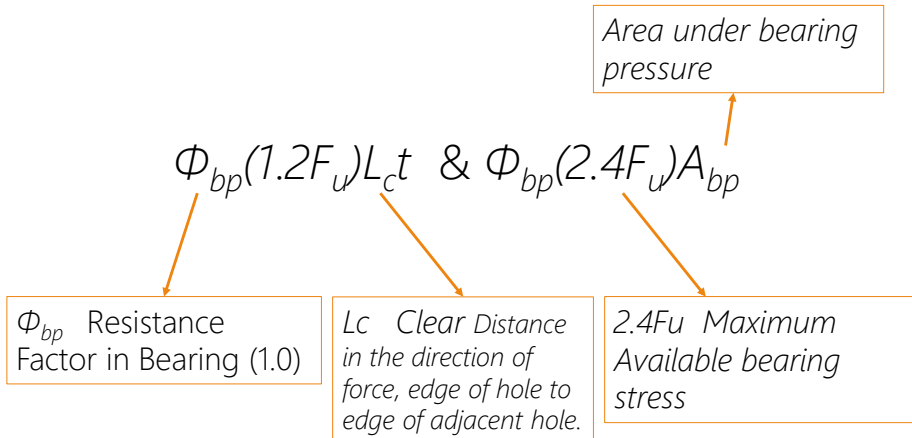 Area under bearing
pressure
Φbp(1.2Fu)Lct & Φbp(2.4Fu)Abp
Φbp Resistance
Factor in Bearing (1.0)
Lc Clear Distance
in the direction of
force, edge of hole to
edge of adjacent hole.
2.4Fu Maximum
Available bearing
stress